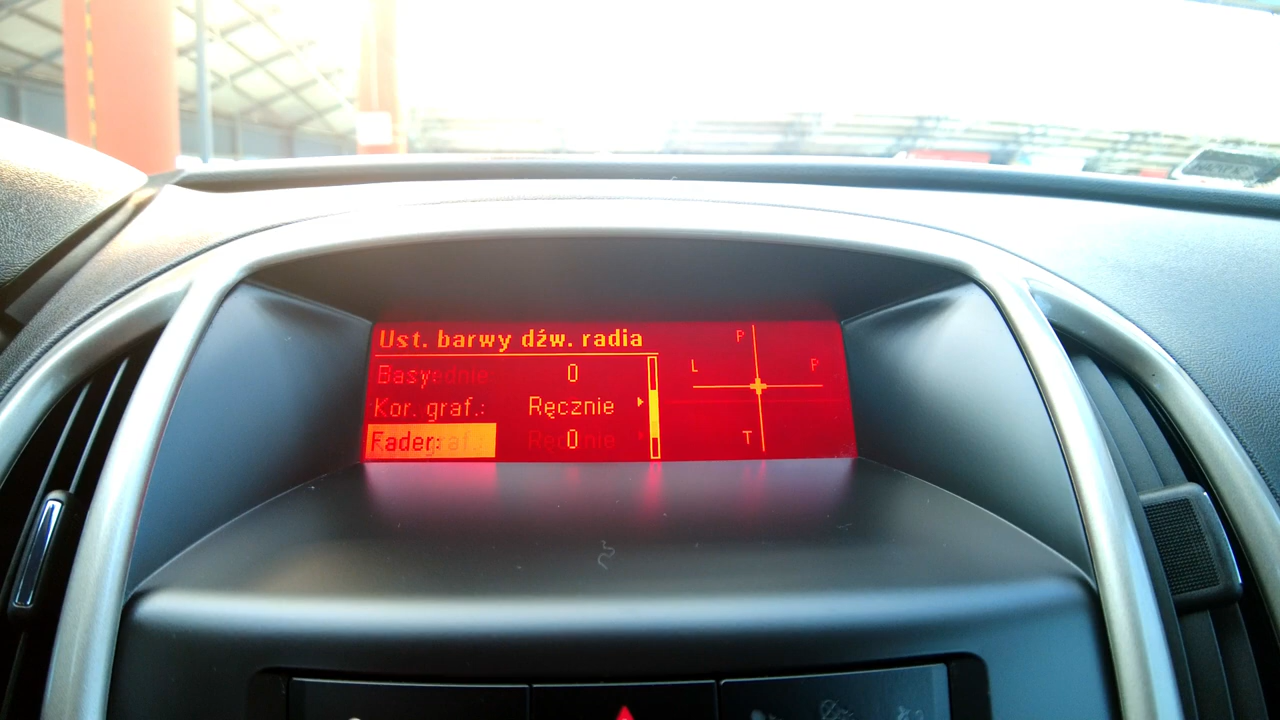 Ust. barwy dźw. radia
Basy: 0
Kor. graf.: Ręcznie
Fader: 0
P
L P
T